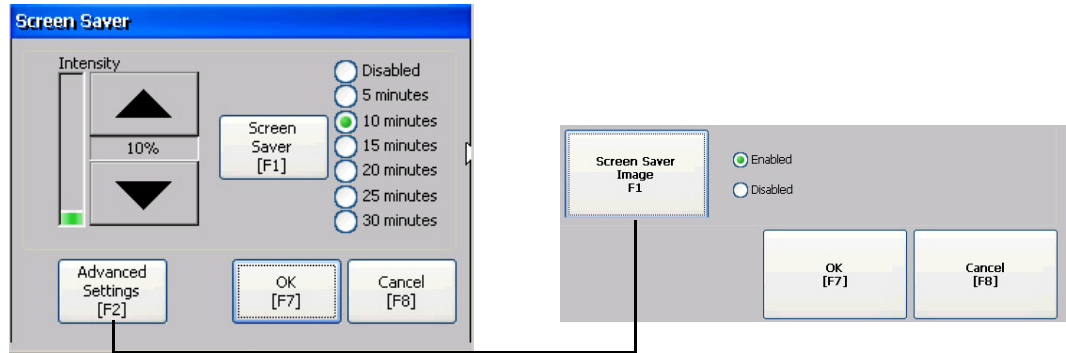 Screen Saver
Intensity
10%
Screen
Saver
[F1]
Disabled
5 minutes
10 minutes
15 minutes
20 minutes
25 minutes
30 minutes
Advanced
Settings
[F2]
OK
[F7]
Cancel
[F8]
Screen Saver
Image
F1
Enabled
Disabled
OK
[F7]
Cancel
[F8]